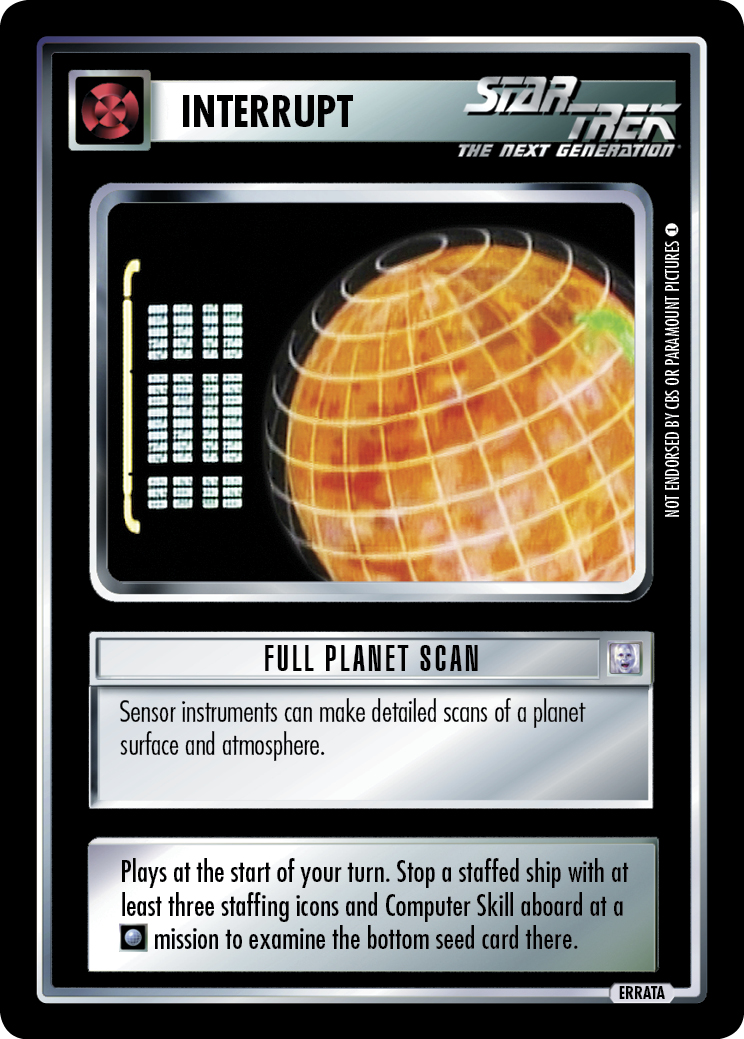 INTERRUPT
STAR TREK
THE NEXT GENERATION
NOT ENDORSED BY CBS OR PARAMOUNT PICTURES 1
FULL PLANET SCAN
Sensor instruments can make detailed scans of a planet
surface and atmosphere.
Plays at the start of your turn. Stop a staffed ship with at
least three staffing icons and Computer Skill aboard at a
mission to examine the bottom seed card there.
ERRATA